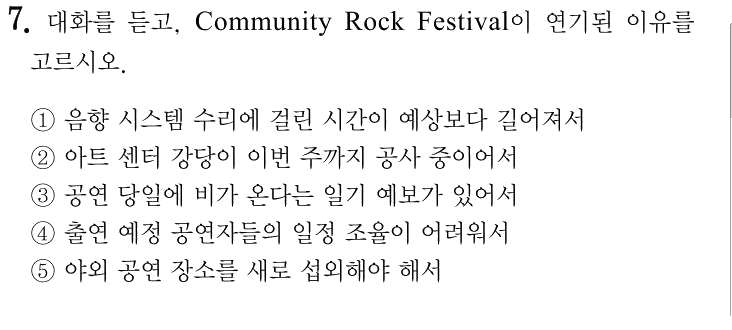 7. 대화를 듣고, Community Rock Festival이 연기된 이유를
고르시오.
① 음향 시스템 수리에 걸린 시간이 예상보다 길어져서
② 아트 센터 강당이 이번 주까지 공사 중이어서
③ 공연 당일에 비가 온다는 일기 예보가 있어서
④ 출연 예정 공연자들의 일정 조율이 어려워서
⑤ 야외 공연 장소를 새로 섭외해야 해서